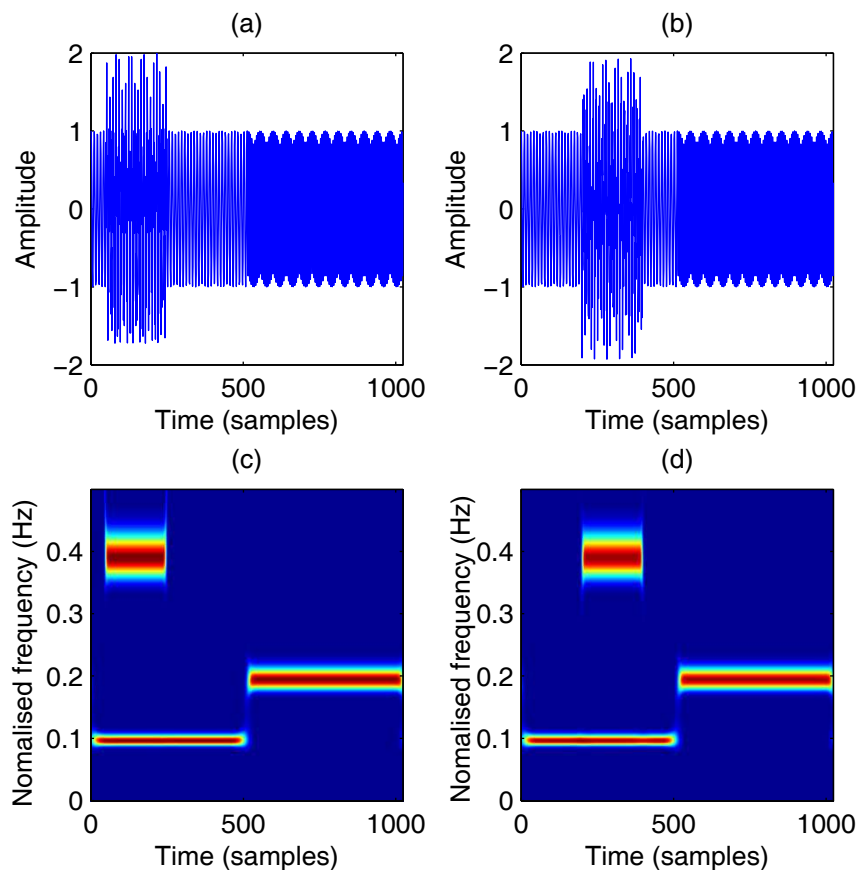 (a)
2
1
0
−1
−2
Amplitude
0 500 1000
Time (samples)
(b)
2
1
0
−1
−2
Amplitude
0 500 1000
Time (samples)
(c)
0.4
0.3
0.2
0.1
0
Nomalised frequency (Hz)
0 500 1000
Time (samples)
(d)
0.4
0.3
0.2
0.1
0
Nomalised frequency (Hz)
0 500 1000
Time (samples)